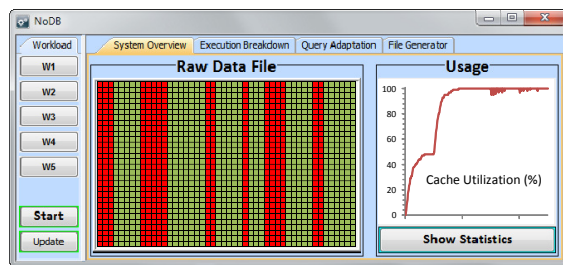 NoDB
Workload
System Overview
Execution Breakdown
Query Adaptation
File Generator
W1
W2
W3
W4
W5
Start
Update
Raw Data File
Usage
100
80
60
40
20
0
Cache Utilization (%)
Show Statistics